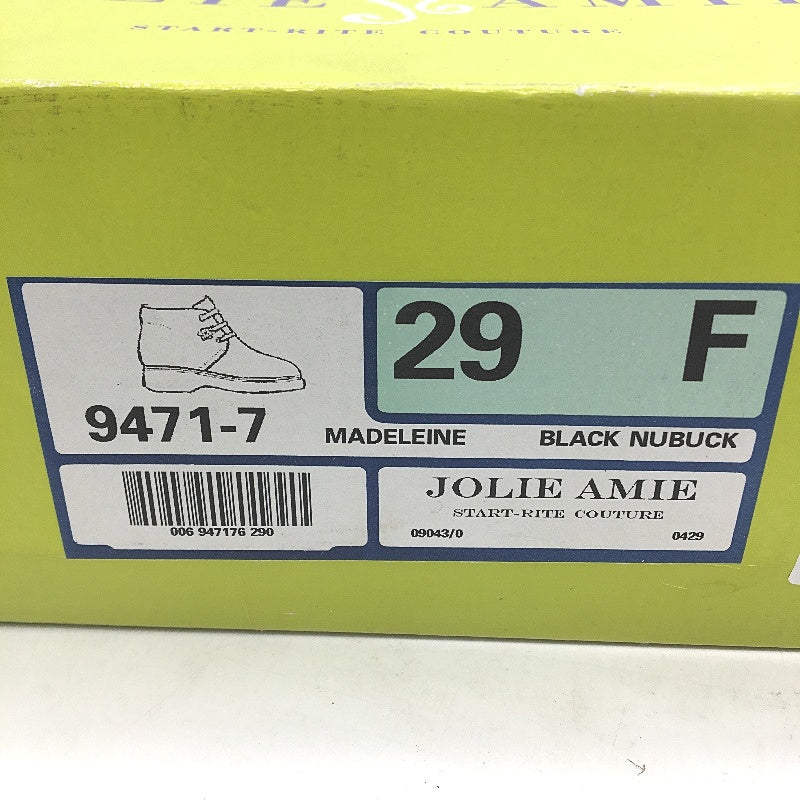 START-RITE COUTURE
29 F
9471-7
MADELEINE BLACK NUBUCK
006 947176 290
JOLIE AMIE
START-RITE COUTURE
09043/0 0429